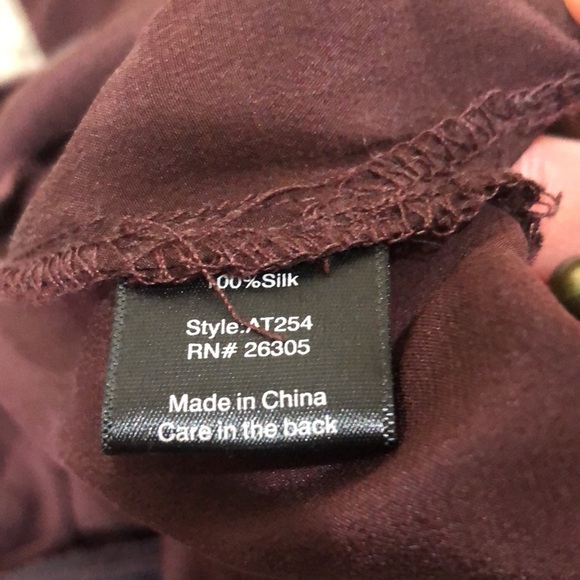 100%Silk
Style:AT254
RN# 26305
Made in China
Care in the back